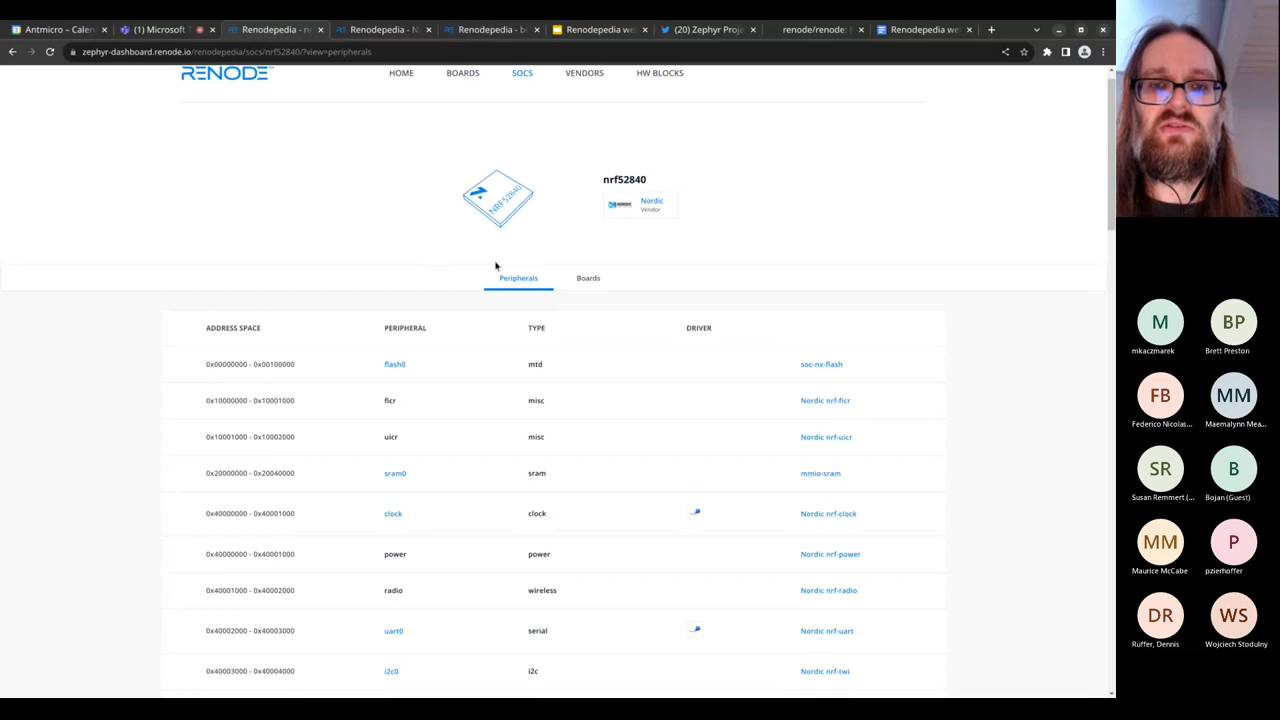 Antmicro – Calen
(1) Microsoft T
Renodepedia - n
Renodepedia - N
Renodepedia - bl
Renodepedia we
(20) Zephyr Proj
renode/renode:
Renodepedia we
zephyr-dashboard.renode.io/renodepedia/socs/nrf52840/?view=peripherals
RENODE
HOME BOARDS SOCS VENDORS HW BLOCKS
NRF52840
nrf52840
NORDIC
Nordic
Vendor
Peripherals Boards
ADDRESS SPACE PERIPHERAL TYPE DRIVER
0x00000000 - 0x00100000 flash0 mtd soc-nv-flash
0x10000000 - 0x10001000 ficr misc Nordic nrf-ficr
0x10001000 - 0x10002000 uicr misc Nordic nrf-uicr
0x20000000 - 0x20040000 sram0 sram mmio-sram
0x40000000 - 0x40001000 clock clock Nordic nrf-clock
0x40000000 - 0x40001000 power power Nordic nrf-power
0x40001000 - 0x40002000 radio wireless Nordic nrf-radio
0x40002000 - 0x40003000 uart0 serial Nordic nrf-uart
0x40003000 - 0x40004000 i2c0 i2c Nordic nrf-twi
M BP
mkaczmarek Brett Preston
FB MM
Federico Nicolas... Maemalynn Mea...
SR B
Susan Remmert (... Bojan (Guest)
MM P
Maurice McCabe pzierhoffer
DR WS
Ruffer, Dennis Wojciech Stodulny